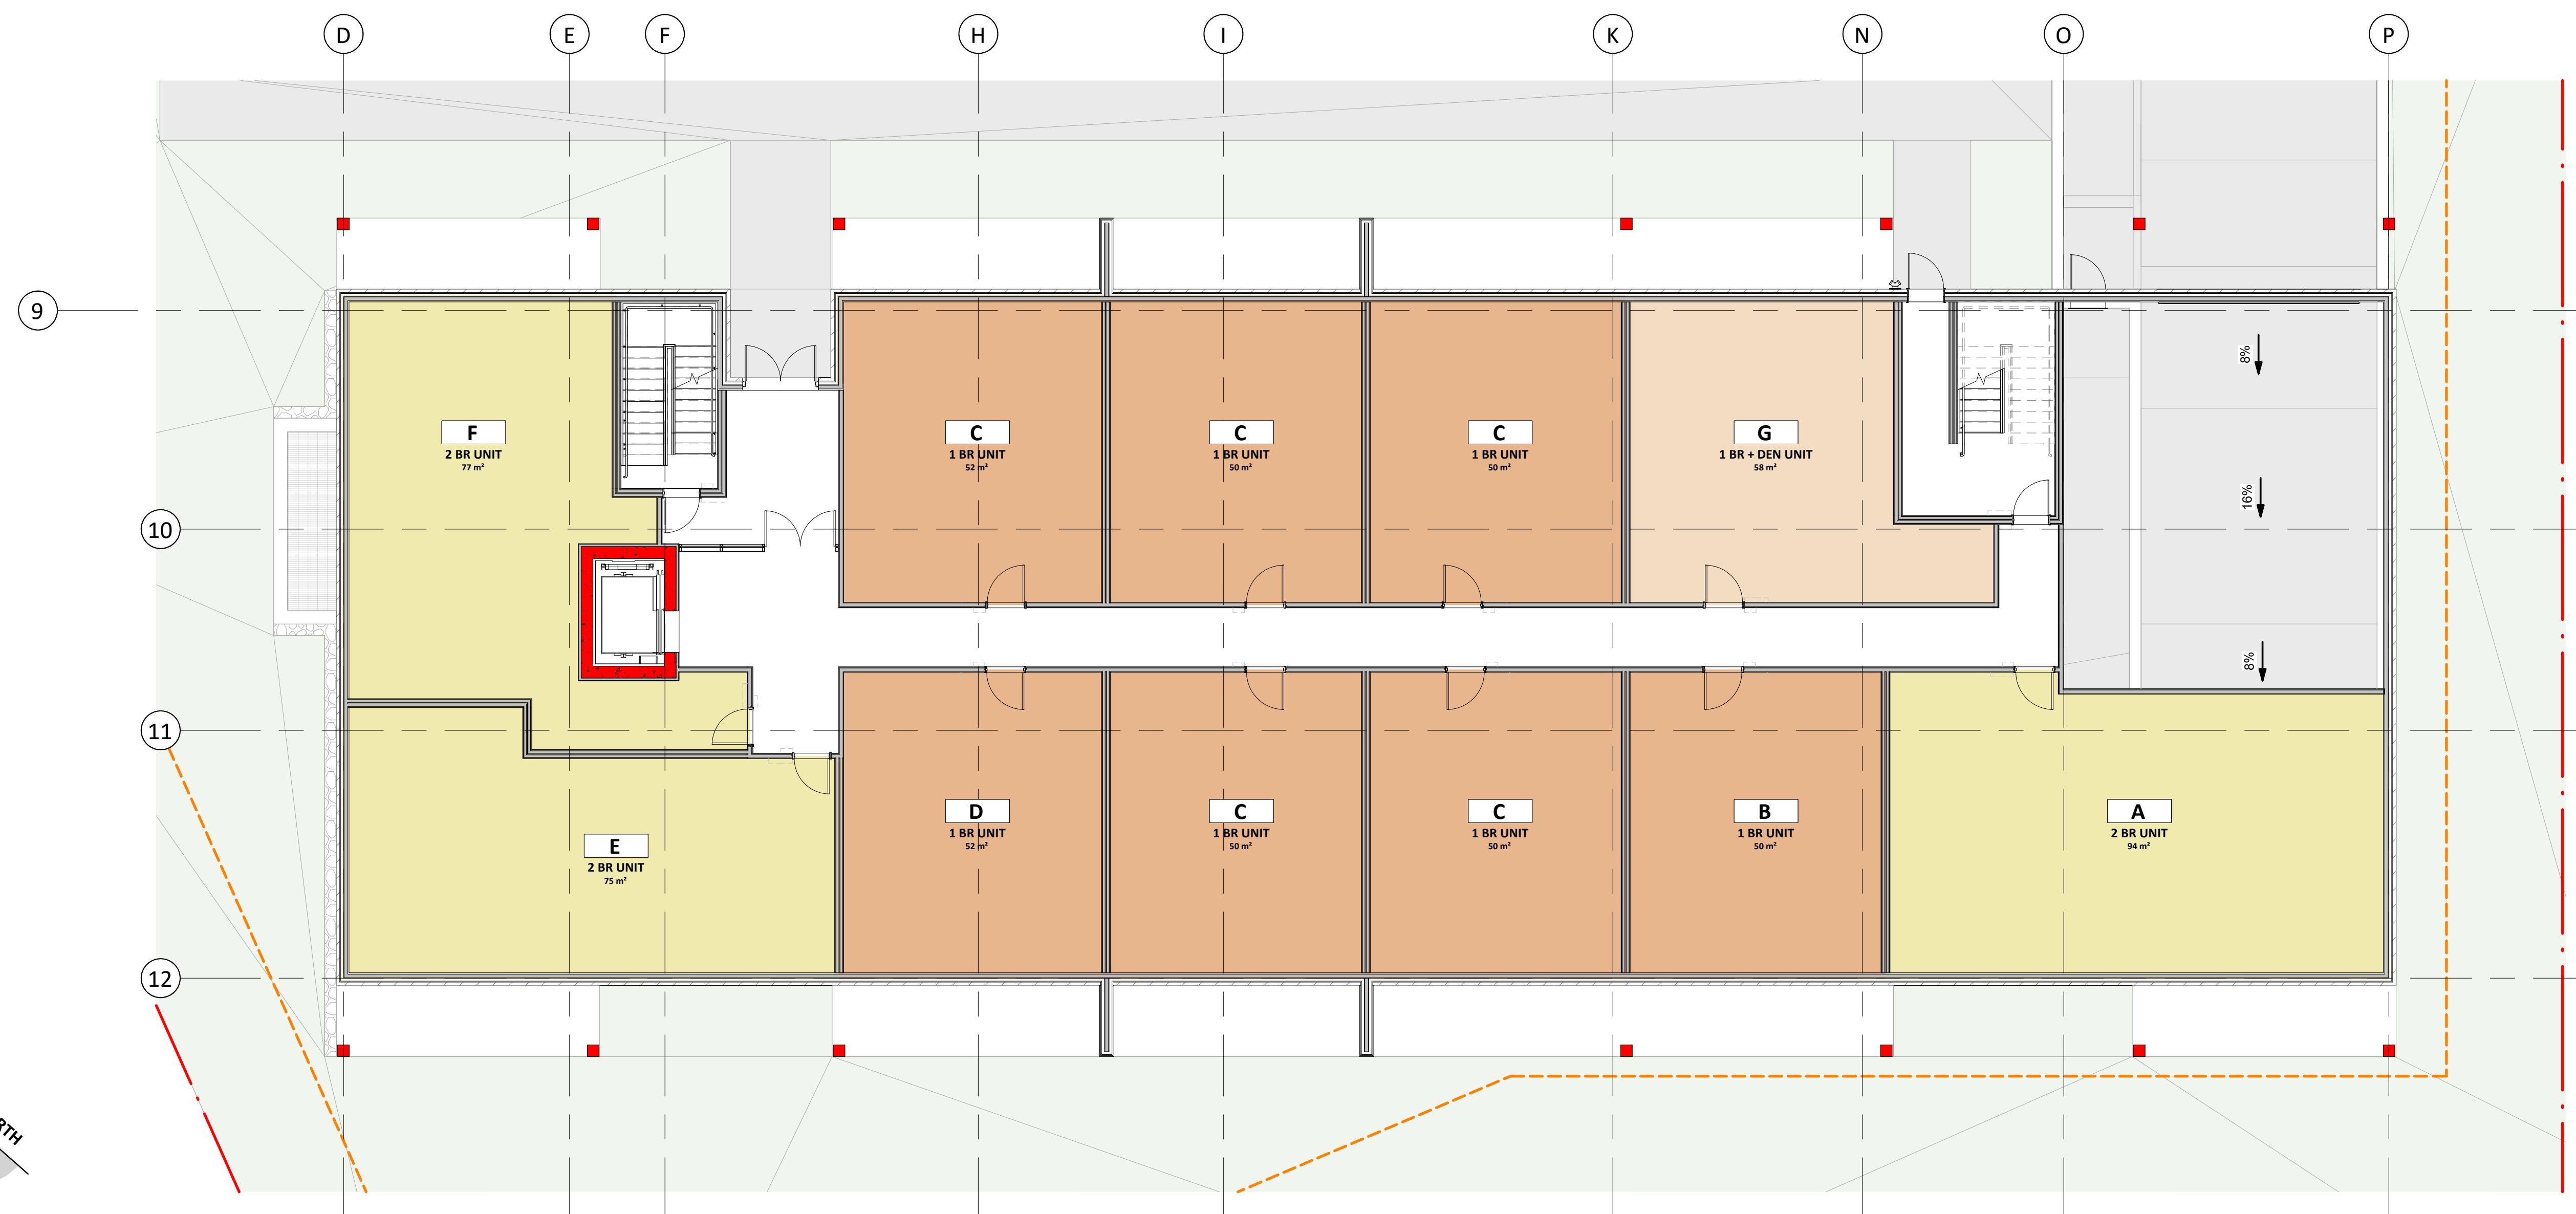 D E F H I K N O P
9
8%
F C C C G
2 BR UNIT 1 BR UNIT 1 BR UNIT 1 BR UNIT 1 BR + DEN UNIT
77 m² 52 m² 50 m² 50 m² 58 m²
16%
10
8%
11
D C C B A
1 BR UNIT 1 BR UNIT 1 BR UNIT 1 BR UNIT 2 BR UNIT
52 m² 50 m² 50 m² 50 m² 94 m²
E
2 BR UNIT
75 m²
12